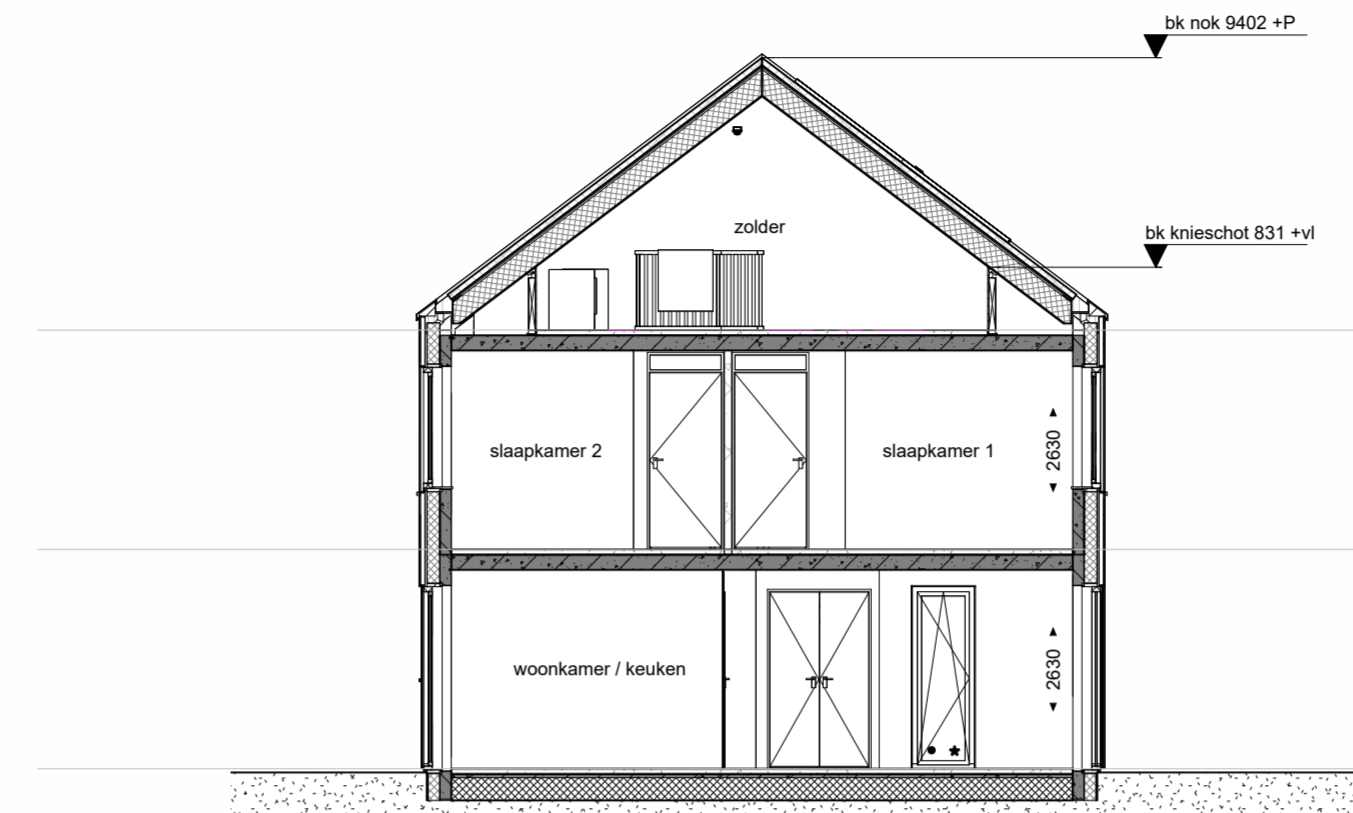 bk nok 9402 +P
zolder
bk knieschot 831 +vl
slaapkamer 2
slaapkamer 1
2630
woonkamer / keuken
2630